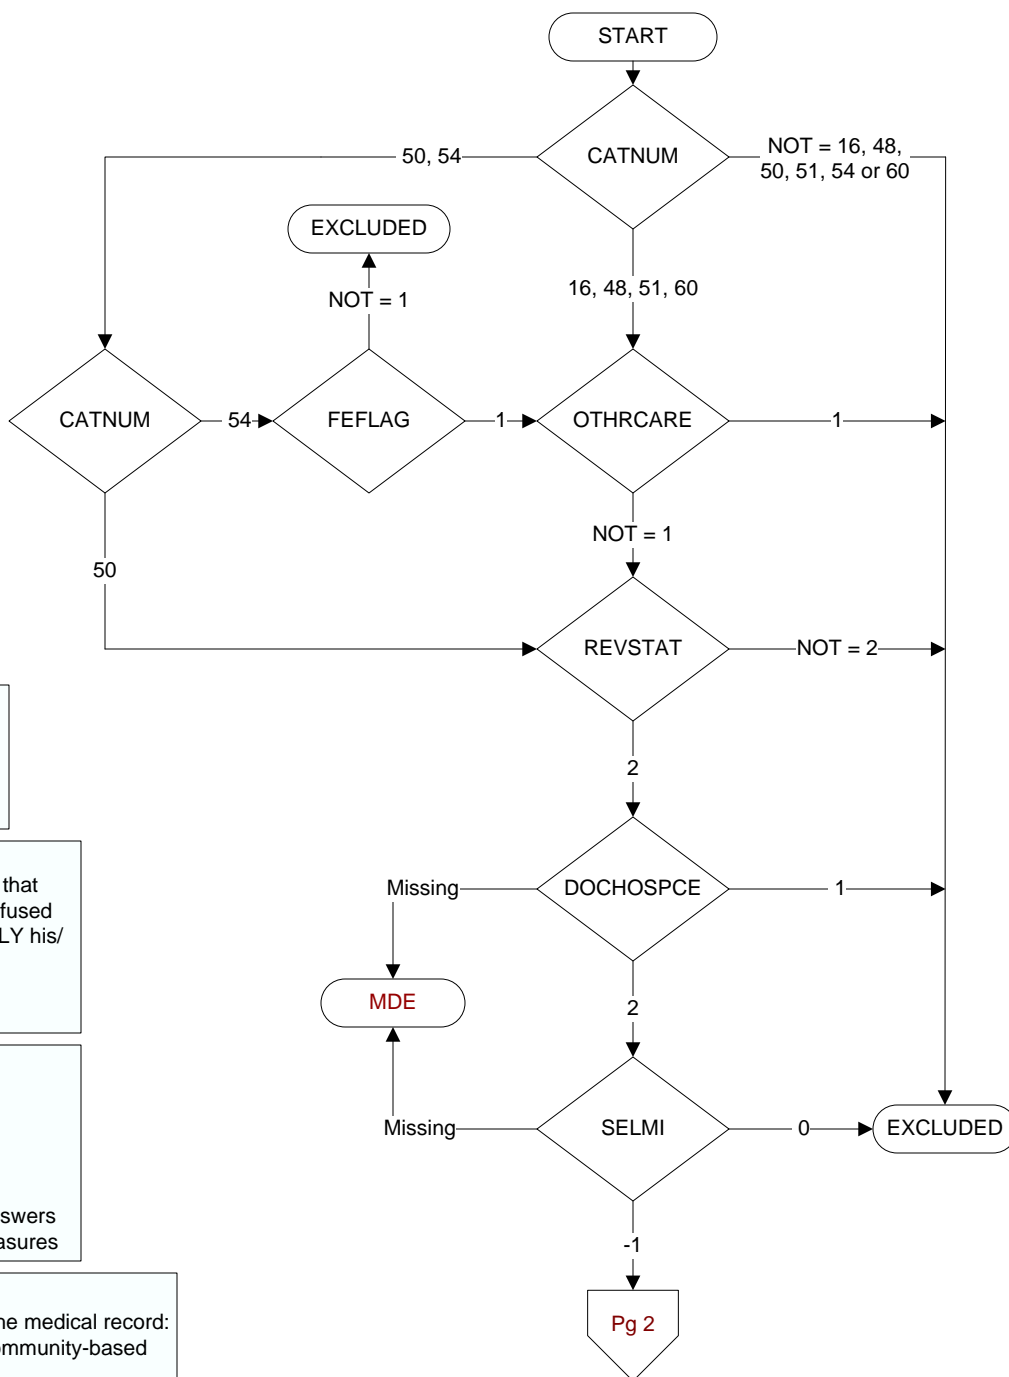 START
CATNUM
50, 54
NOT = 16, 48,
50, 51, 54 or 60
EXCLUDED
NOT = 1
16, 48, 51, 60
CATNUM
54
FEFLAG
1
OTHRCARE
1
NOT = 1
50
REVSTAT
NOT = 2
2
that
fused
LY his/
Missing
DOCHOSPCE
1
MDE
2
Missing
SELMI
0
EXCLUDED
swers
asures
-1
he medical record:
ommunity-based
Pg 2